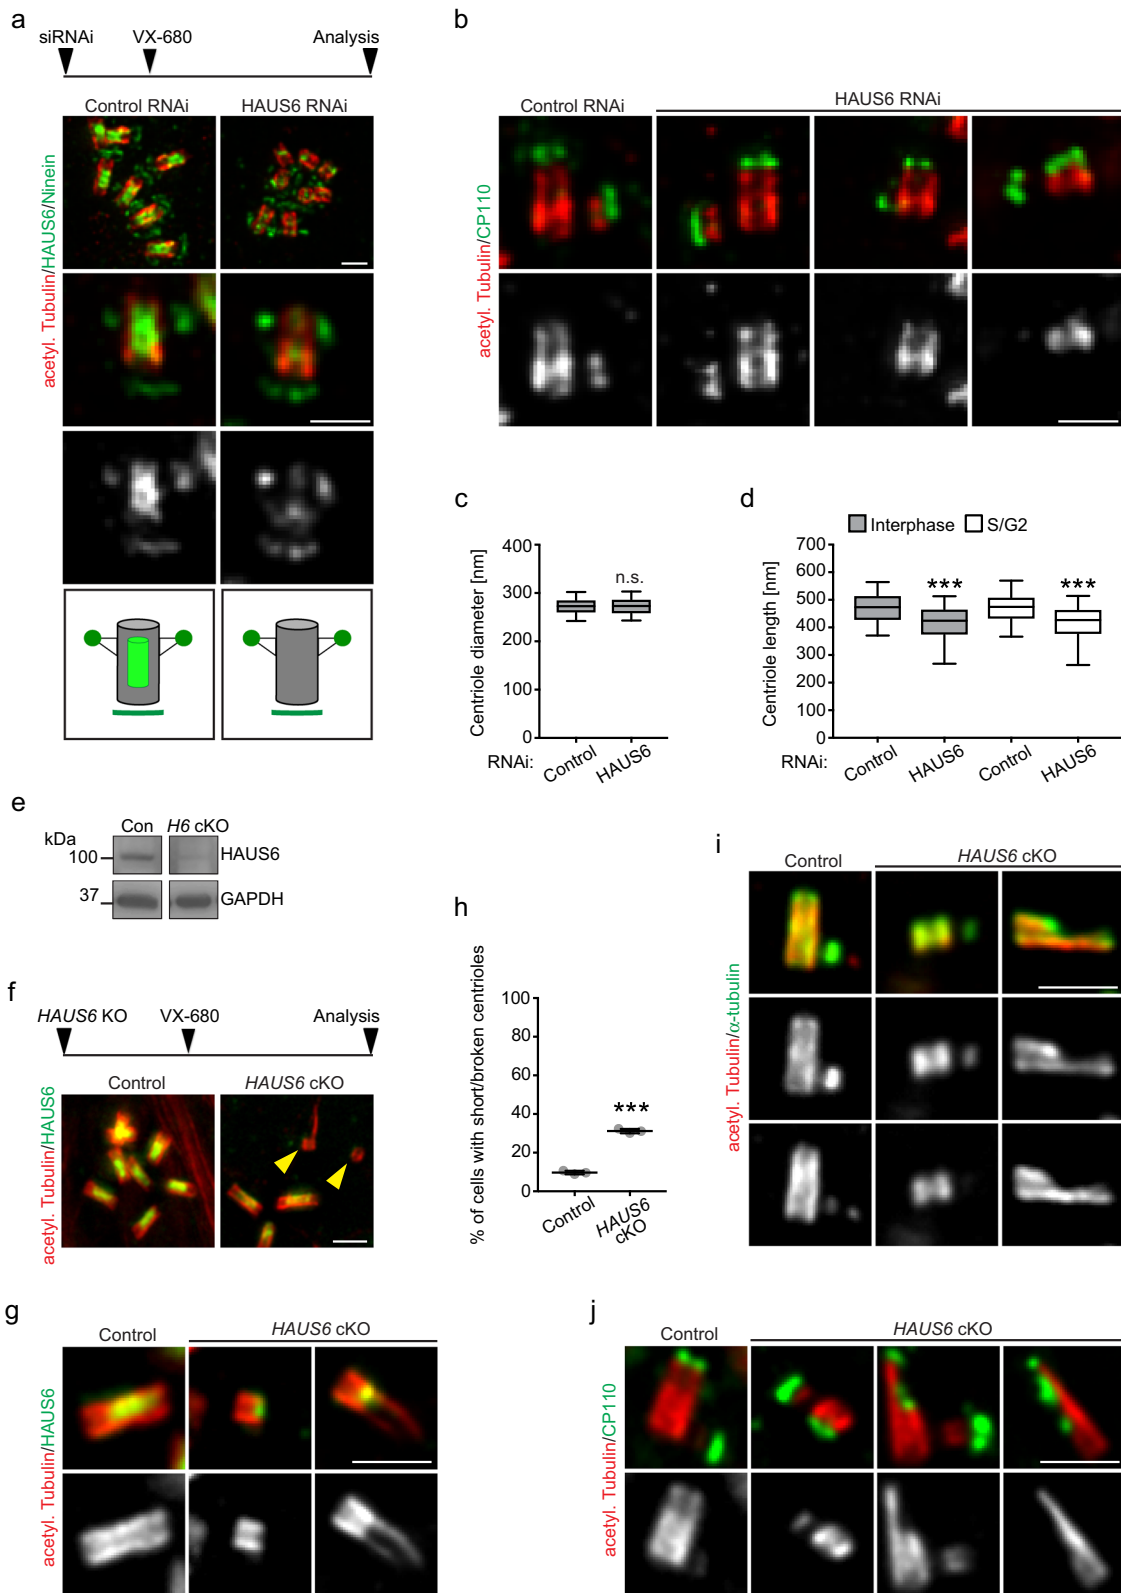 a
siRNAi
VX-680
Analysis
Control RNAi
HAUS6 RNAi
acetyl. Tubulin/HAUS6/Ninein
b
Control RNAi
HAUS6 RNAi
acetyl. Tubulin/CP110
c
Centriole diameter [nm]
400
300
200
100
0
n.s.
RNAi:
Control
HAUS6
d
Interphase
S/G2
Centriole length [nm]
700
600
500
400
300
200
100
0
***
***
RNAi:
Control
HAUS6
Control
HAUS6
e
kDa
Con
H6 cKO
100
HAUS6
37
GAPDH
f
HAUS6 KO
VX-680
Analysis
Control
HAUS6 cKO
acetyl. Tubulin/HAUS6
g
Control
HAUS6 cKO
acetyl. Tubulin/HAUS6
h
% of cells with short/broken centrioles
100
80
60
40
20
0
***
Control
HAUS6
cKO
i
Control
HAUS6 cKO
acetyl. Tubulin/α-tubulin
j
Control
HAUS6 cKO
acetyl. Tubulin/CP110